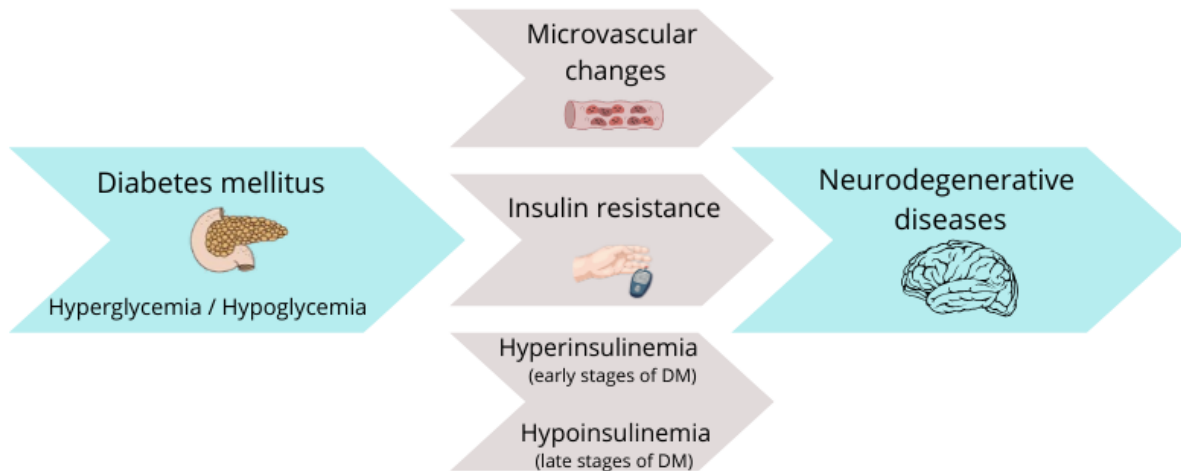 Diabetes mellitus
Hyperglycemia / Hypoglycemia
Microvascular
changes
Insulin resistance
Hyperinsulinemia
(early stages of DM)
Hypoinsulinemia
(late stages of DM)
Neurodegenerative
diseases